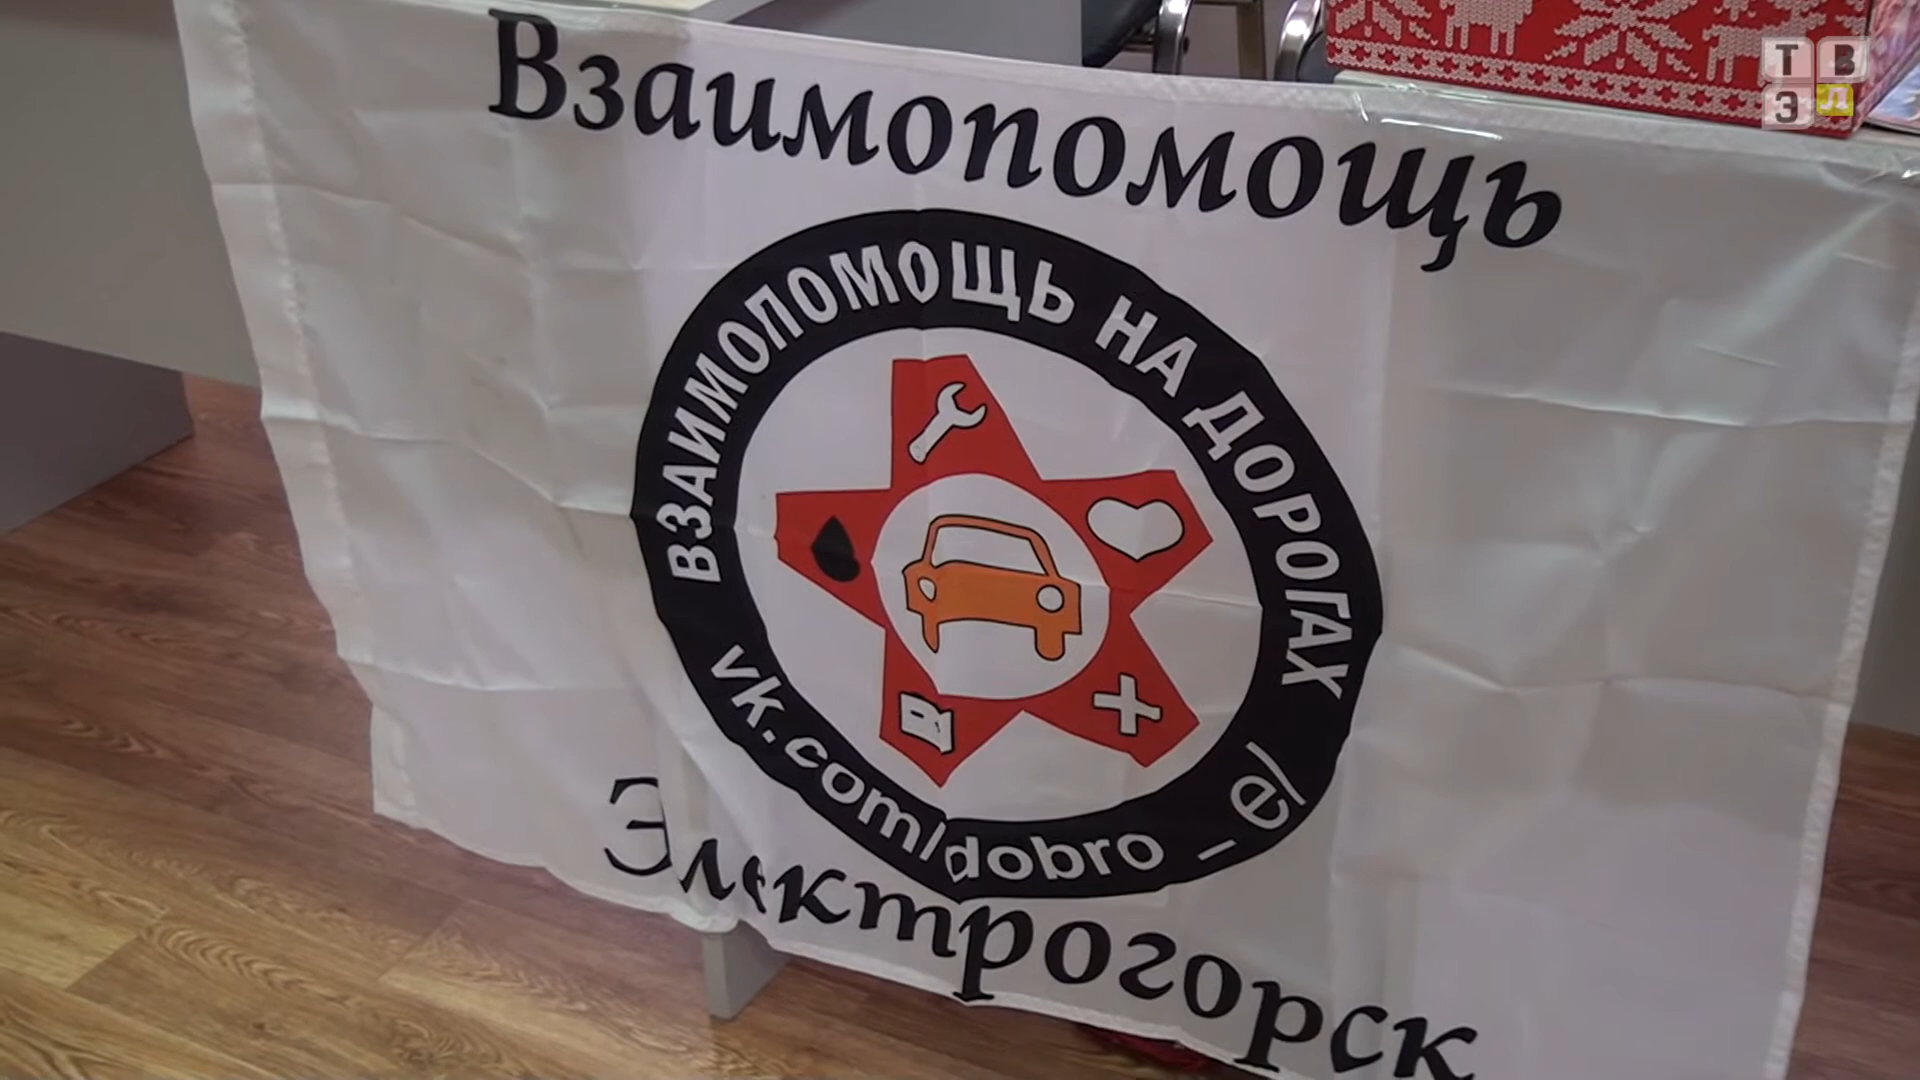 Взаимопомощь
ВЗАИМОПОМОЩЬ НА ДОРОГАХ
vk.com/dobro_el
Электрогорск
ТВ
Эл